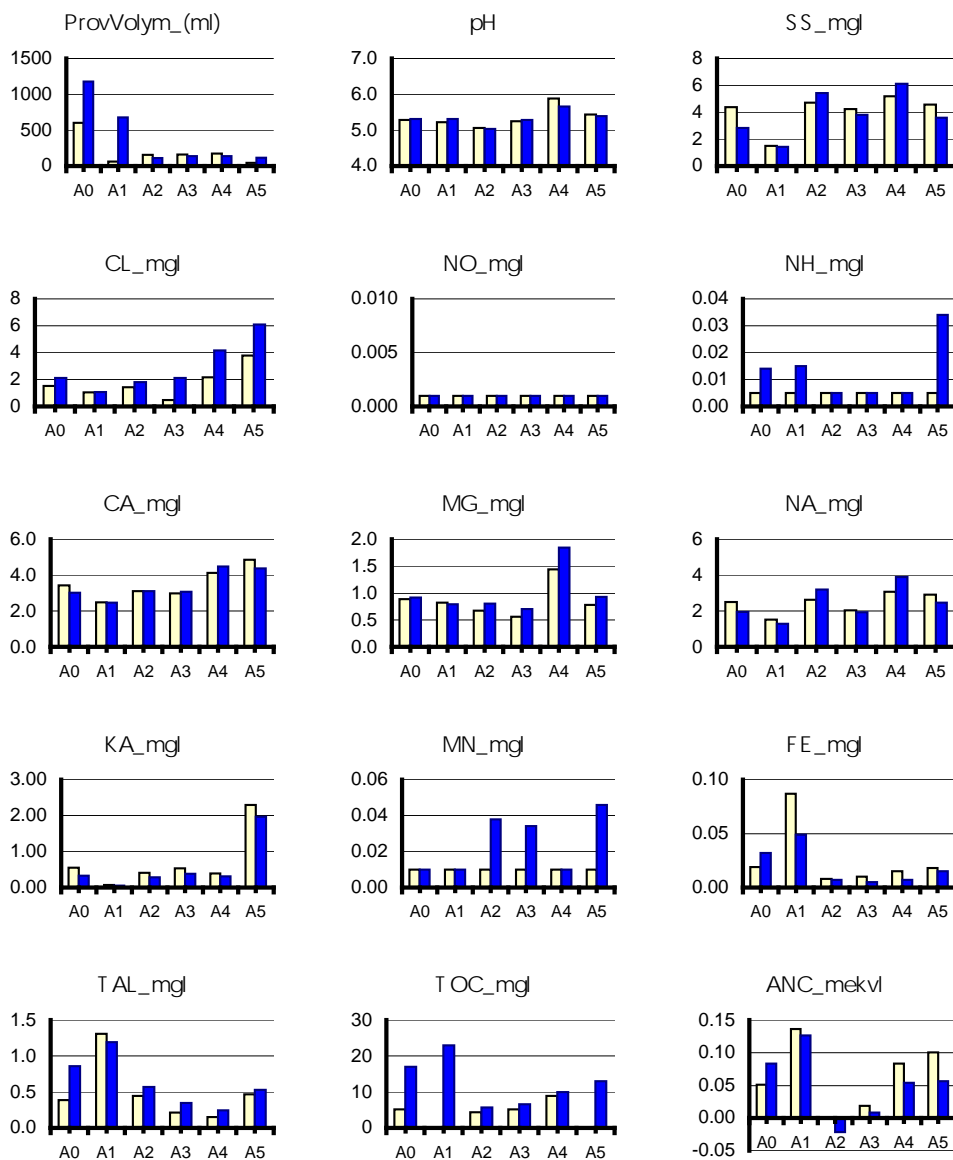 ProvVolym_(ml) pH SS_mgl
1500 7.0 8
1000 6.0 6
500 5.0 4
2
0 4.0 0
A0 A1 A2 A3 A4 A5 A0 A1 A2 A3 A4 A5 A0 A1 A2 A3 A4 A5
CL_mgl NO_mgl NH_mgl
8 0.010 0.04
6 0.03
4 0.005 0.02
2 0.01
0 0.000 0.00
A0 A1 A2 A3 A4 A5 A0 A1 A2 A3 A4 A5 A0 A1 A2 A3 A4 A5
CA_mgl MG_mgl NA_mgl
6.0 2.0 6
4.0 1.5 4
2.0 1.0 2
0.5
0.0 0.0 0
A0 A1 A2 A3 A4 A5 A0 A1 A2 A3 A4 A5 A0 A1 A2 A3 A4 A5
KA_mgl MN_mgl FE_mgl
3.00 0.06 0.10
2.00 0.04 0.05
1.00 0.02
0.00 0.00 0.00
A0 A1 A2 A3 A4 A5 A0 A1 A2 A3 A4 A5 A0 A1 A2 A3 A4 A5
TAL_mgl TOC_mgl ANC_mekvl
1.5 30 0.15
1.0 20 0.10
0.5 10 0.05
0.00
0.0 0 -0.05
A0 A1 A2 A3 A4 A5 A0 A1 A2 A3 A4 A5 A0 A1 A2 A3 A4 A5